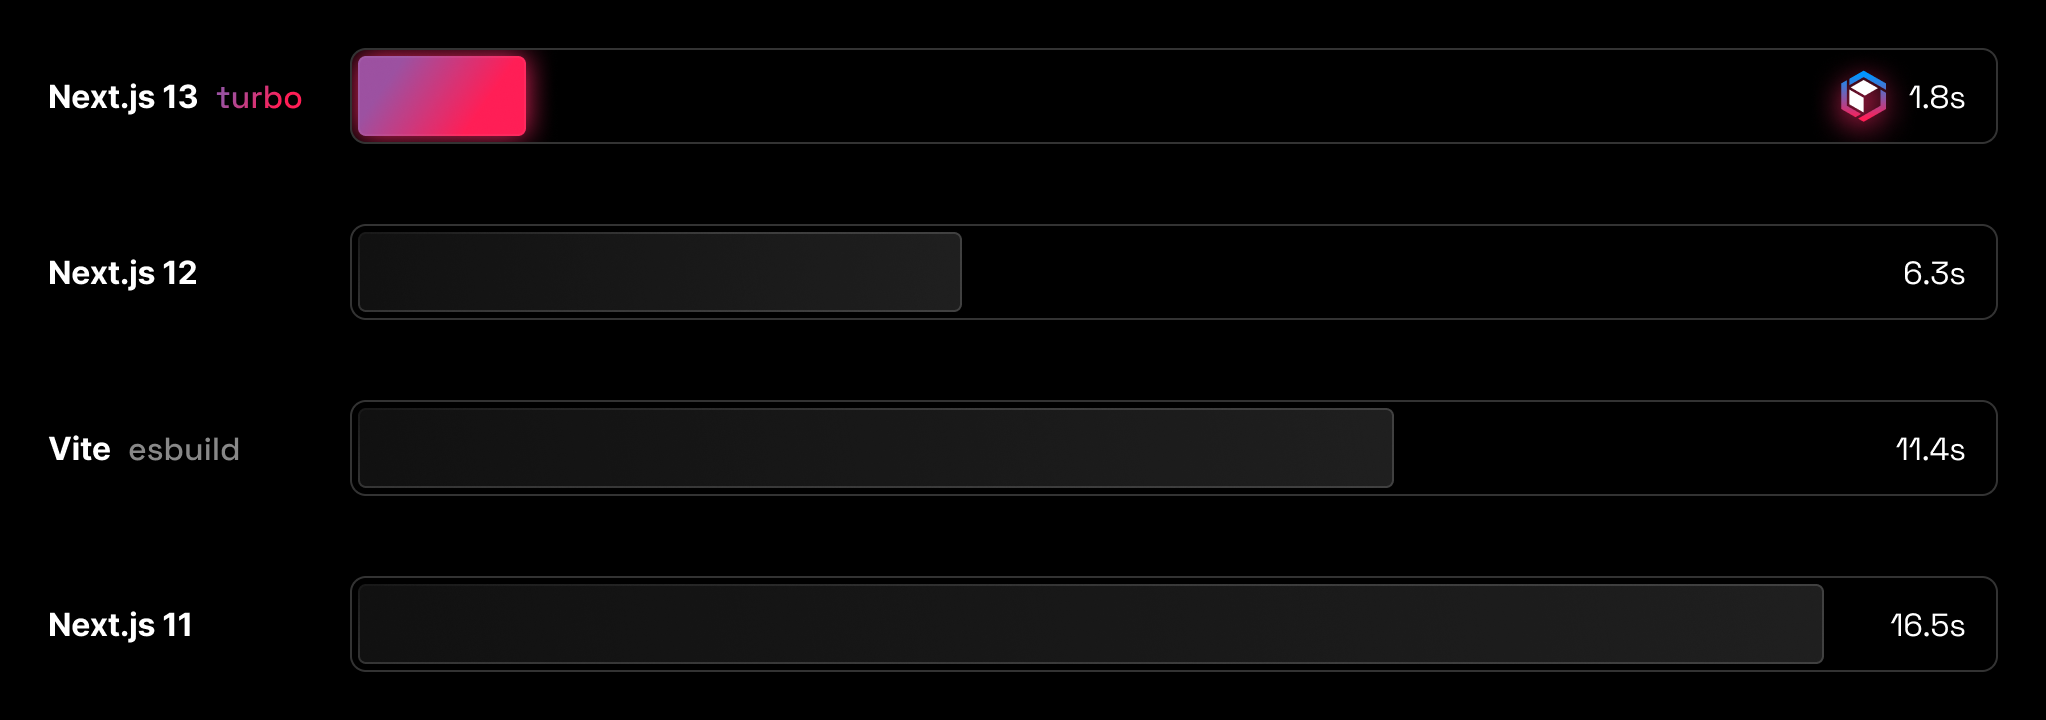 Next.js 13 turbo 1.8s
Next.js 12 6.3s
Vite esbuild 11.4s
Next.js 11 16.5s